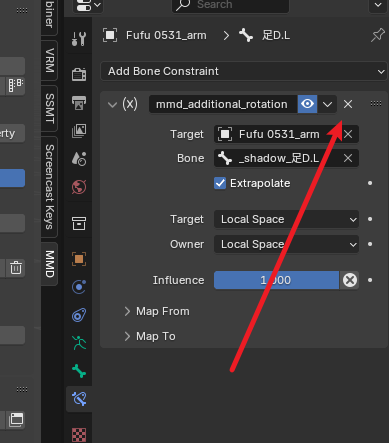 Search
biner
VRM
SSMT
Screencast Keys
MMD
erty
Fufu 0531_arm
足D.L
Add Bone Constraint
(x) mmd_additional_rotation
Target Fufu 0531_arm
Bone _shadow_足D.L
Extrapolate
Target Local Space
Owner Local Space
Influence 1.000
Map From
Map To